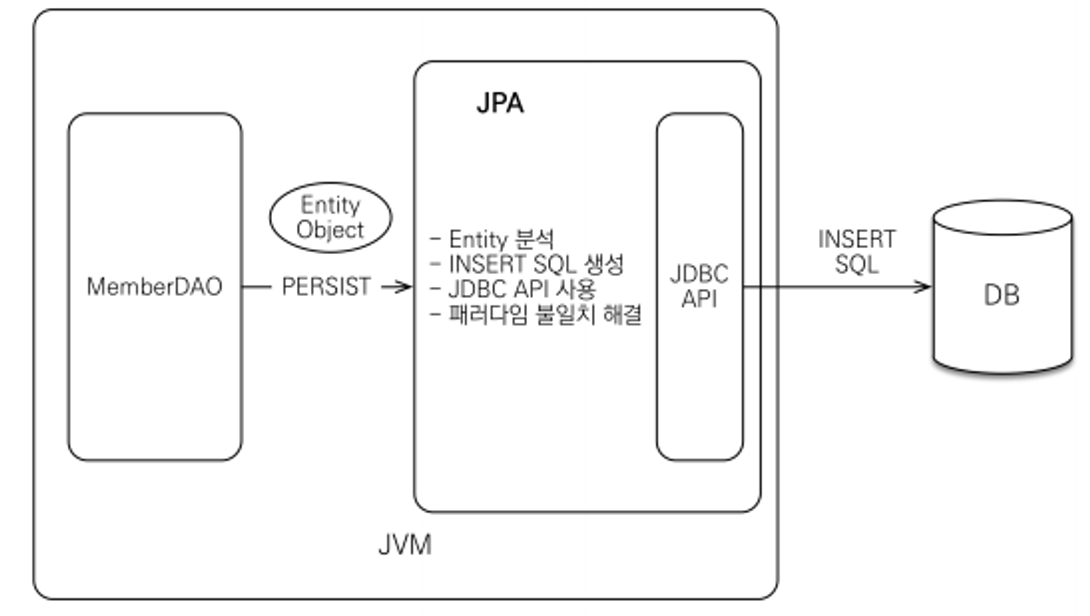 JPA
MemberDAO
Entity
Object
PERSIST
- Entity 분석
- INSERT SQL 생성
- JDBC API 사용
- 패러다임 불일치 해결
JDBC
API
INSERT
SQL
DB
JVM